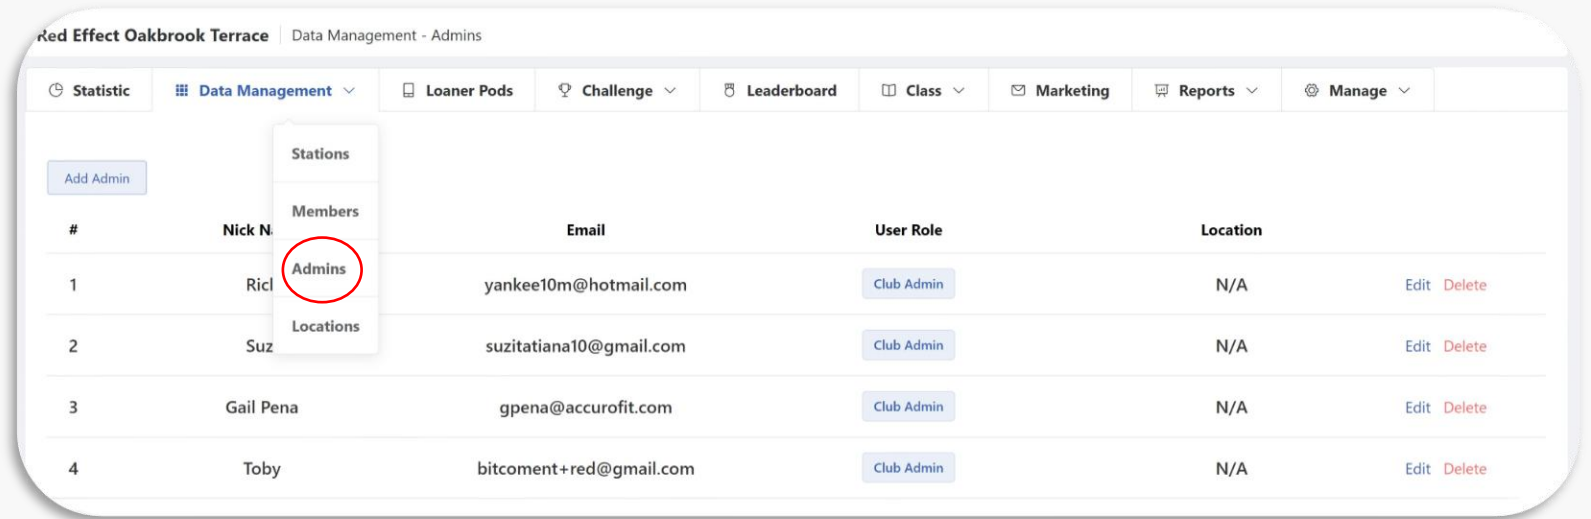 Red Effect Oakbrook Terrace Data Management - Admins
Statistic Data Management Loaner Pods Challenge Leaderboard Class Marketing Reports Manage
Stations
Add Admin
Members
# Nick Email User Role Location
Admins
1 yankee10m@hotmail.com Club Admin N/A Edit Delete
Locations
2 suzitatiana10@gmail.com Club Admin N/A Edit Delete
3 Gail Pena gpena@accurofit.com Club Admin N/A Edit Delete
4 Toby bitcoment+red@gmail.com Club Admin N/A Edit Delete